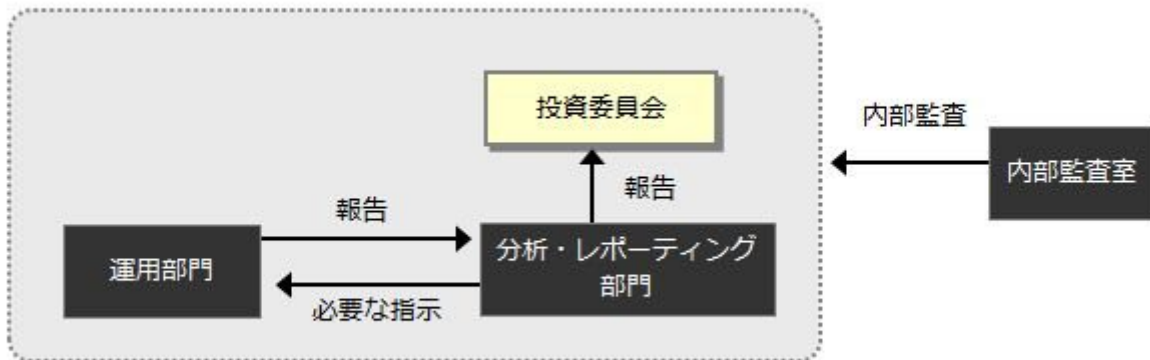 投資委員会
内部監査
内部監査室
報告
報告
運用部門
分析・レポーティング
部門
必要な指示